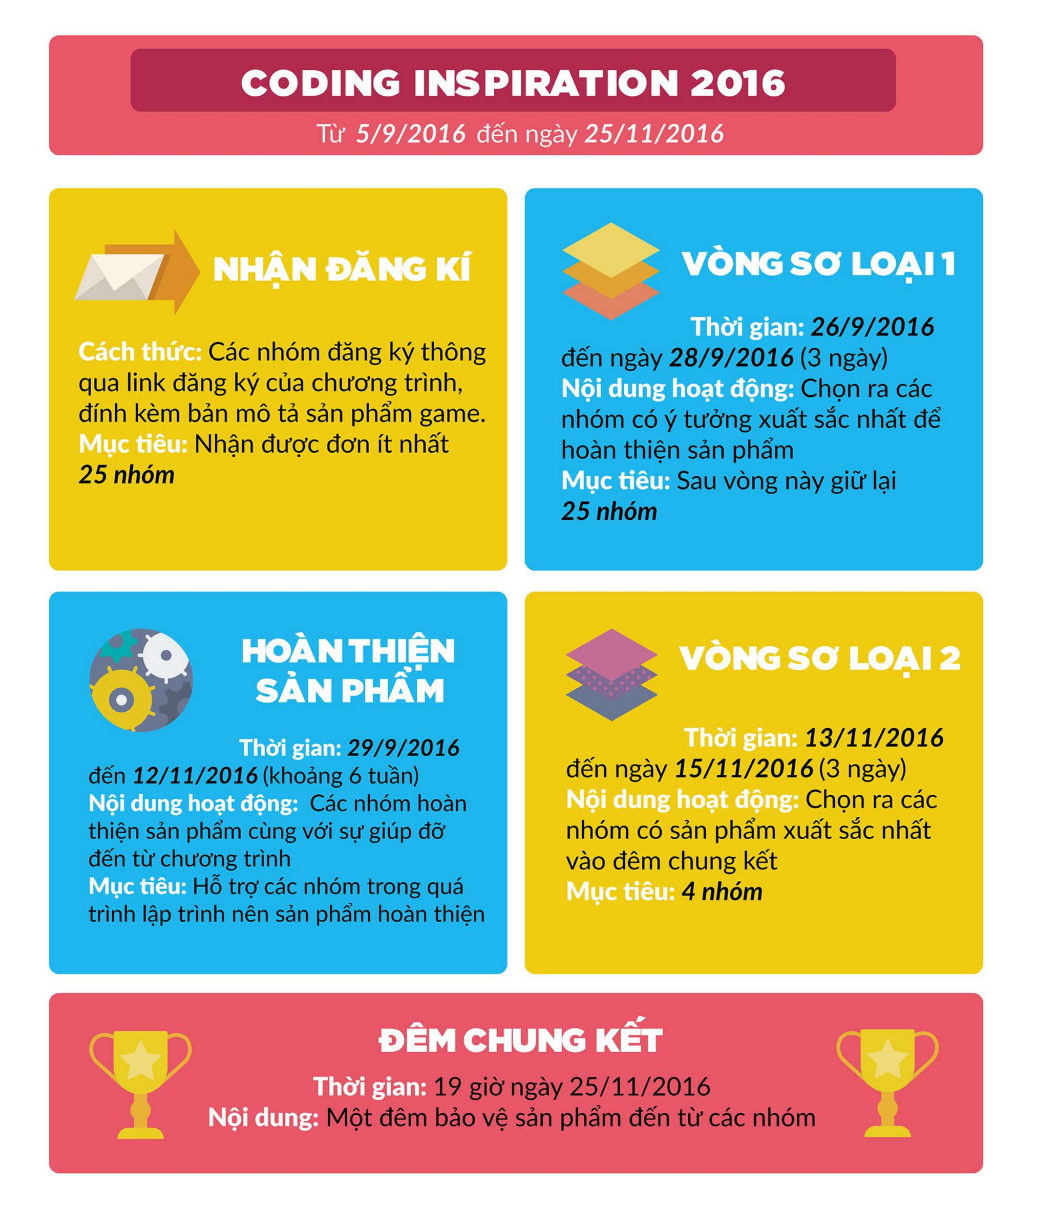 CODING INSPIRATION 2016
Từ 5/9/2016 đến ngày 25/11/2016
NHẬN ĐĂNG KÍ
Cách thức: Các nhóm đăng ký thông
qua link đăng ký của chương trình,
đính kèm bản mô tả sản phẩm game.
Mục tiêu: Nhận được đơn ít nhất
25 nhóm
VÒNG SƠ LOẠI 1
Thời gian: 26/9/2016
đến ngày 28/9/2016 (3 ngày)
Nội dung hoạt động: Chọn ra các
nhóm có ý tưởng xuất sắc nhất để
hoàn thiện sản phẩm
Mục tiêu: Sau vòng này giữ lại
25 nhóm
HOÀN THIỆN
SẢN PHẨM
Thời gian: 29/9/2016
đến 12/11/2016 (khoảng 6 tuần)
Nội dung hoạt động: Các nhóm hoàn
thiện sản phẩm cùng với sự giúp đỡ
đến từ chương trình
Mục tiêu: Hỗ trợ các nhóm trong quá
trình lập trình nên sản phẩm hoàn thiện
VÒNG SƠ LOẠI 2
Thời gian: 13/11/2016
đến ngày 15/11/2016 (3 ngày)
Nội dung hoạt động: Chọn ra các
nhóm có sản phẩm xuất sắc nhất
vào đêm chung kết
Mục tiêu: 4 nhóm
ĐÊM CHUNG KẾT
Thời gian: 19 giờ ngày 25/11/2016
Nội dung: Một đêm bảo vệ sản phẩm đến từ các nhóm